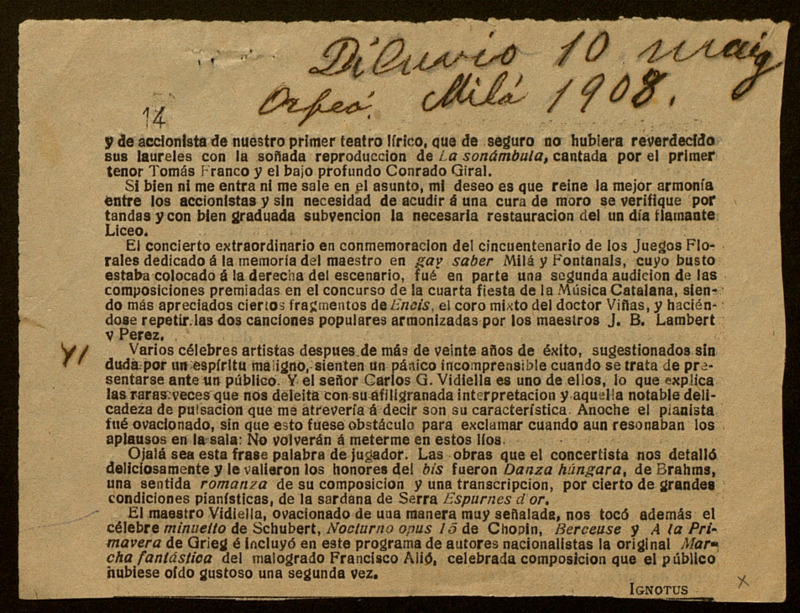 Diluvio 10 maig
Orfeó. Milá 1908.
14
y de accionista de nuestro primer teatro lírico, que de seguro no hubiera reverdecido
sus laureles con la soñada reproduccion de La sonámbula, cantada por el primer
tenor Tomás Franco y el bajo profundo Conrado Giral.
Si bien ni me entra ni me sale en el asunto, mi deseo es que reine la mejor armonía
entre los accionistas y sin necesidad de acudir á una cura de moro se verifique por
tandas y con bien graduada subvencion la necesaria restauracion del un día flamante
Liceo.
El concierto extraordinario en conmemoracion del cincuentenario de los Juegos Flo-
rales dedicado á la memoria del maestro en gay saber Milá y Fontanals, cuyo busto
estaba colocado á la derecha del escenario, fué en parte una segunda audicion de las
composiciones premiadas en el concurso de la cuarta fiesta de la Música Catalana, sien-
do más apreciados ciertos fragmentos de Encis, el coro mixto del doctor Viñas, y hacién-
dose repetir las dos canciones populares armonizadas por los maestros J. B. Lambert
y Perez.
Varios célebres artistas despues de más de veinte años de éxito, sugestionados sin
duda por un espíritu maligno, sienten un pánico incomprensible cuando se trata de pre-
sentarse ante un público. Y el señor Carlos G. Vidiella es uno de ellos, lo que explica
las raras veces que nos deleita con su afiligranada interpretacion y aquella notable deli-
cadeza de pulsacion que me atrevería á decir son su característica. Anoche el pianista
fué ovacionado, sin que esto fuese obstáculo para exclamar cuando aun resonaban los
aplausos en la sala: No volverán á meterme en estos líos.
Ojalá sea esta frase palabra de jugador. Las obras que el concertista nos detalló
deliciosamente y le valieron los honores del bis fueron Danza húngara, de Brahms,
una sentida romanza de su composicion y una transcripcion, por cierto de grandes
condiciones pianísticas, de la sardana de Serra Espurnes d'or.
El maestro Vidiella, ovacionado de una manera muy señalada, nos tocó además el
célebre minuetto de Schubert, Nocturno opus 15 de Chopin, Berceuse y A la Pri-
mavera de Grieg é incluyó en este programa de autores nacionalistas la original Mar-
cha fantástica del malogrado Francisco Alió, celebrada composicion que el público
hubiese oído gustoso una segunda vez.
IGNOTUS